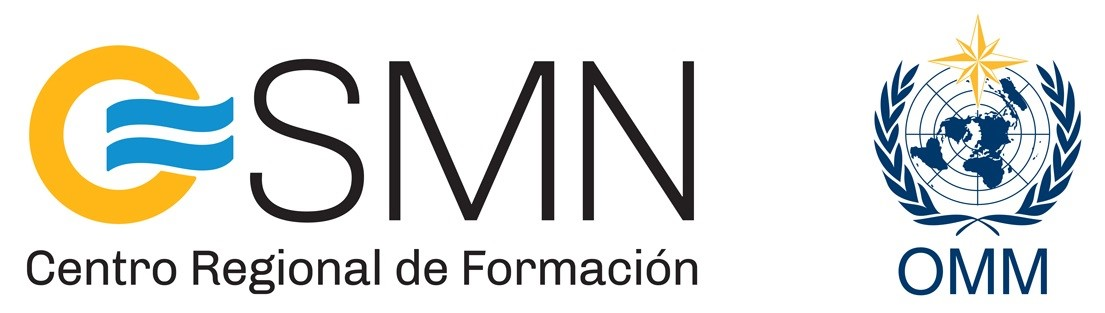 SMN
Centro Regional de Formación
OMM